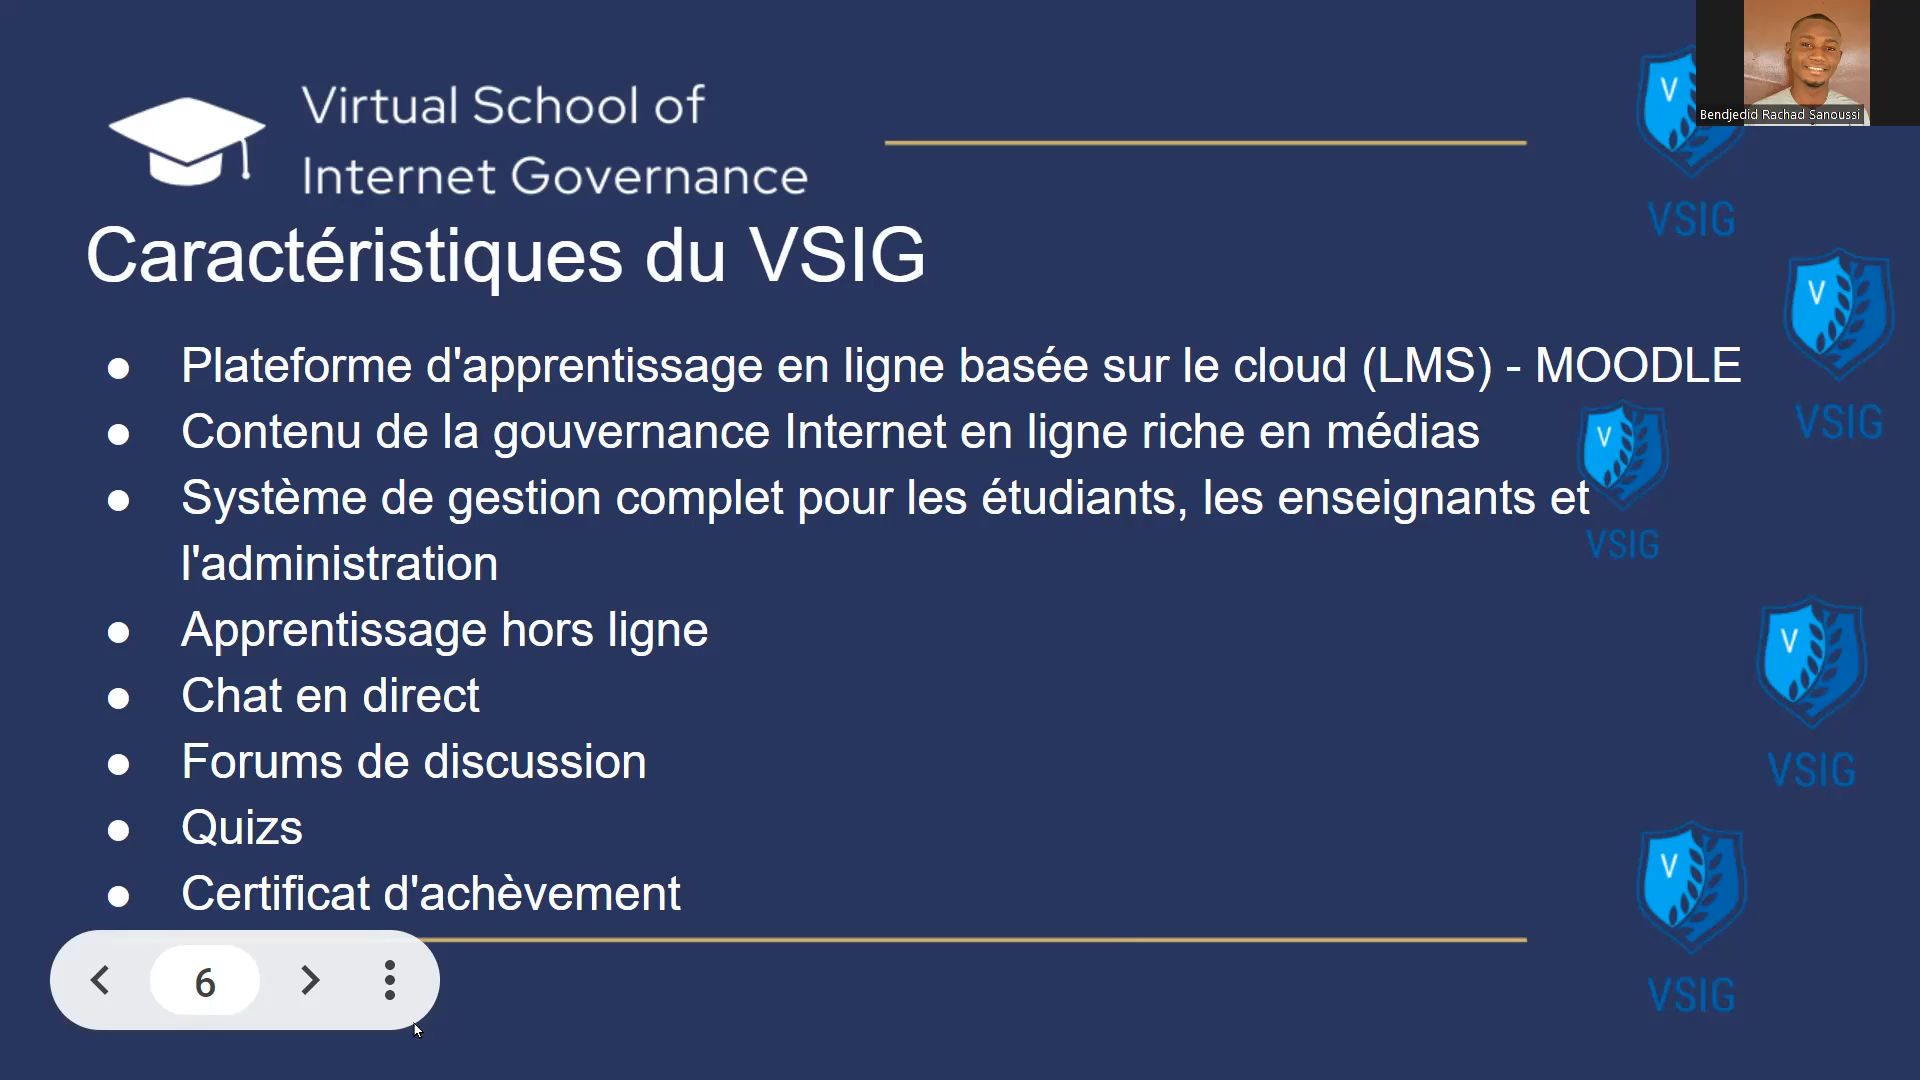 Virtual School of
Internet Governance
Bendjedid Rachad Sanoussi
Caractéristiques du VSIG
● Plateforme d'apprentissage en ligne basée sur le cloud (LMS) - MOODLE
● Contenu de la gouvernance Internet en ligne riche en médias
● Système de gestion complet pour les étudiants, les enseignants et
l'administration
● Apprentissage hors ligne
● Chat en direct
● Forums de discussion
● Quizs
● Certificat d'achèvement
6
V
VSIG
V
VSIG
V
VSIG
V
VSIG
V
VSIG